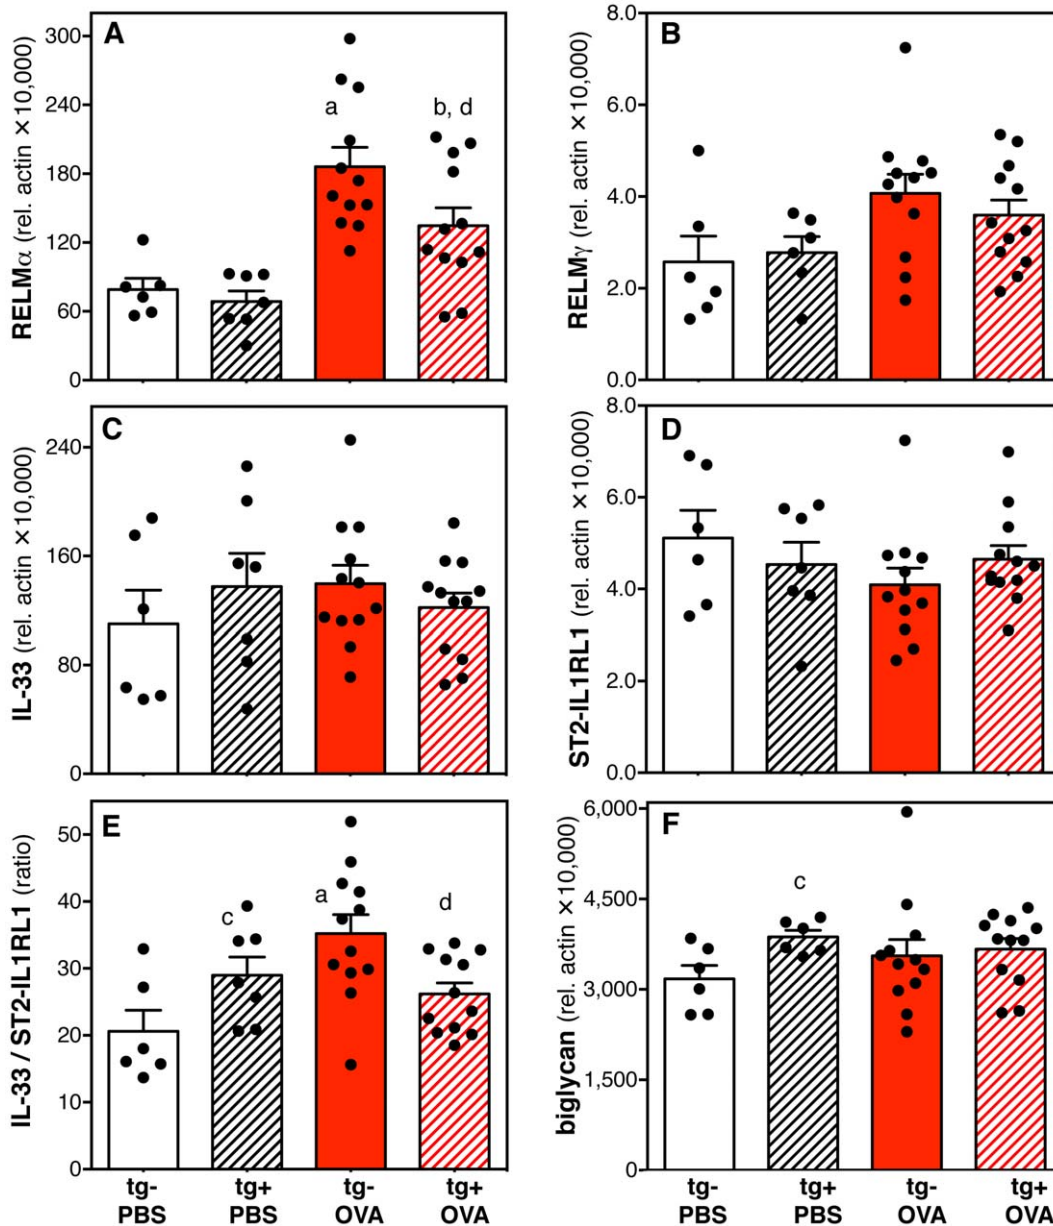 A
RELMα (rel. actin ×10,000)
300
240
180
120
60
0
a
b, d
B
RELMγ (rel. actin ×10,000)
8.0
6.0
4.0
2.0
0.0
C
IL-33 (rel. actin ×10,000)
240
160
80
0
D
ST2-IL1RL1 (rel. actin ×10,000)
8.0
6.0
4.0
2.0
0.0
E
IL-33 / ST2-IL1RL1 (ratio)
50
40
30
20
10
0
c
a
d
tg- tg+ tg- tg+
PBS PBS OVA OVA
F
biglycan (rel. actin ×10,000)
6,000
4,500
3,000
1,500
0
c
tg- tg+ tg- tg+
PBS PBS OVA OVA